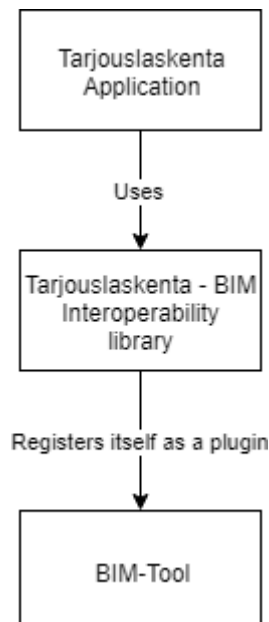 Tarjouslaskenta
Application
Uses
Tarjouslaskenta - BIM
Interoperability
library
Registers itself as a plugin
BIM-Tool